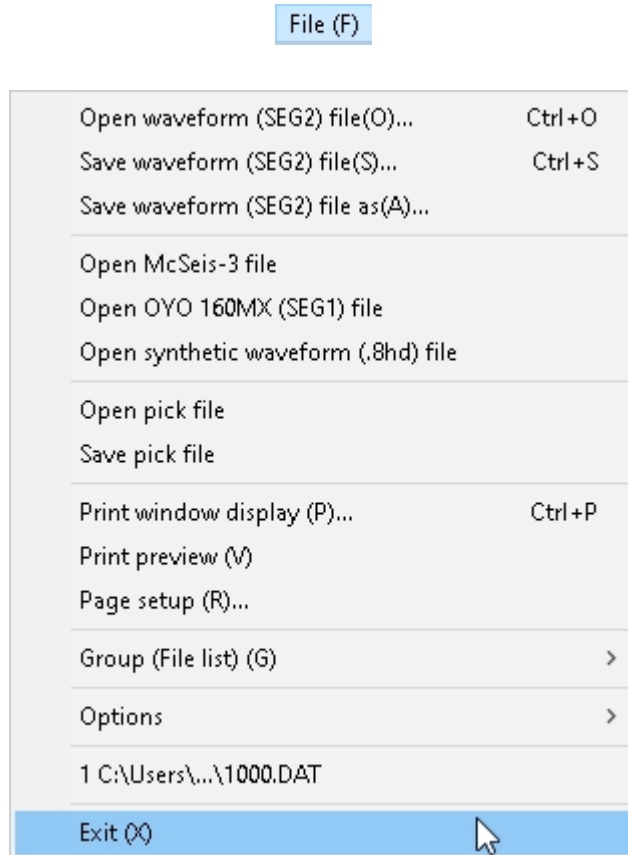 File (F)
Open waveform (SEG2) file(O)... Ctrl+O
Save waveform (SEG2) file(S)... Ctrl+S
Save waveform (SEG2) file as(A)...
Open McSeis-3 file
Open OYO 160MX (SEG1) file
Open synthetic waveform (.8hd) file
Open pick file
Save pick file
Print window display (P)... Ctrl+P
Print preview (V)
Page setup (R)...
Group (File list) (G)
Options
1 C:\Users\...\1000.DAT
Exit (X)